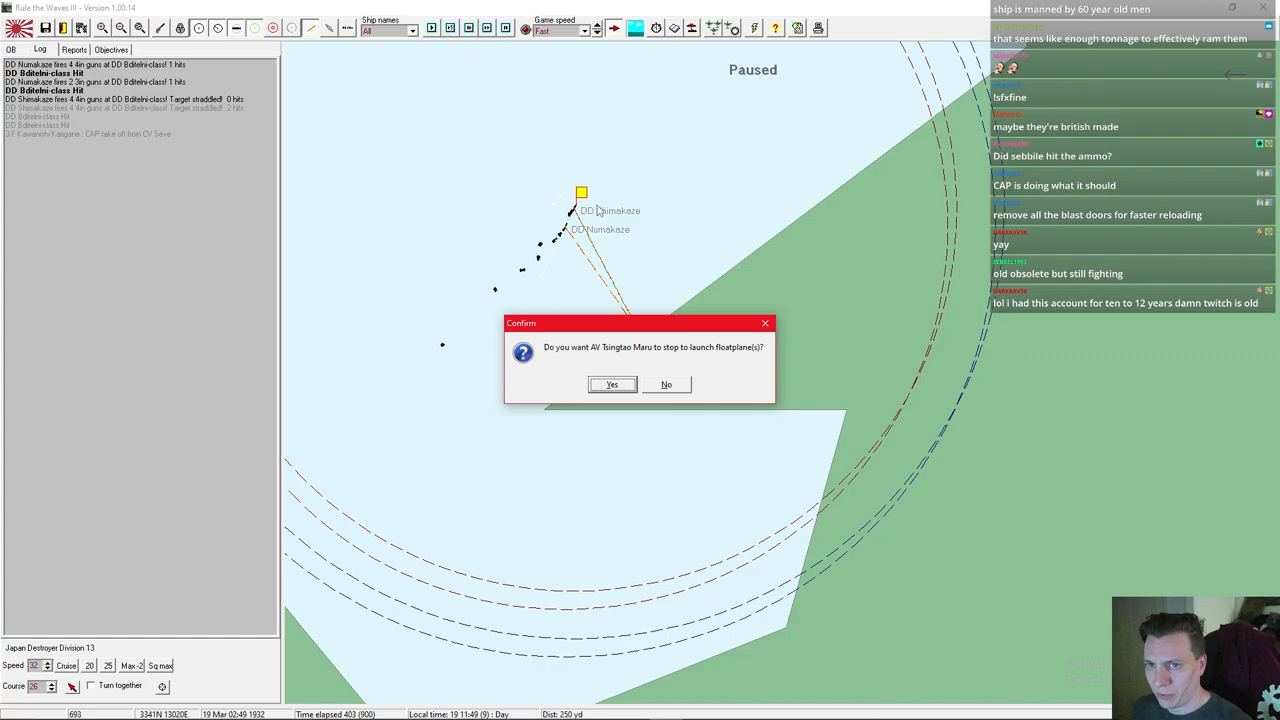 Rule the Waves III - Version 1.00.14
Ship names
All
Game speed
Fast
OB
Log
Reports
Objectives
DD Numakaze fires 4 4in guns at DD Bditelni-class! 1 hits
DD Bditelni-class Hit
DD Numakaze fires 2 3in guns at DD Bditelni-class! 1 hits
DD Bditelni-class Hit
DD Shimakaze fires 4 4in guns at DD Bditelni-class! Target straddled! 0 hits
DD Shimakaze fires 4 4in guns at DD Bditelni-class! Target straddled! 2 hits
DD Bditelni-class Hit
DD Bditelni-class Hit
3 F Kawanishi Kangane : CAP take off from CV Seve
Paused
DD Shimakaze
DD Numakaze
Confirm
Do you want AV Tsingtao Maru to stop to launch floatplane(s)?
Yes
No
ship is manned by 60 year old men
that seems like enough tonnage to effectively ram them
!sfxfine
maybe they're british made
Did sebbile hit the ammo?
CAP is doing what it should
remove all the blast doors for faster reloading
yay
old obsolete but still fighting
lol i had this account for ten to 12 years damn twitch is old
Japan Destroyer Division 13
Speed 32 Cruise 20 25 Max -2 Sq max
Course 26 Turn together
693
3341N 13020E
19 Mar 02:49 1932
Time elapsed 403 (900)
Local time: 19 11:49 (9) : Day
Dist: 250 yd